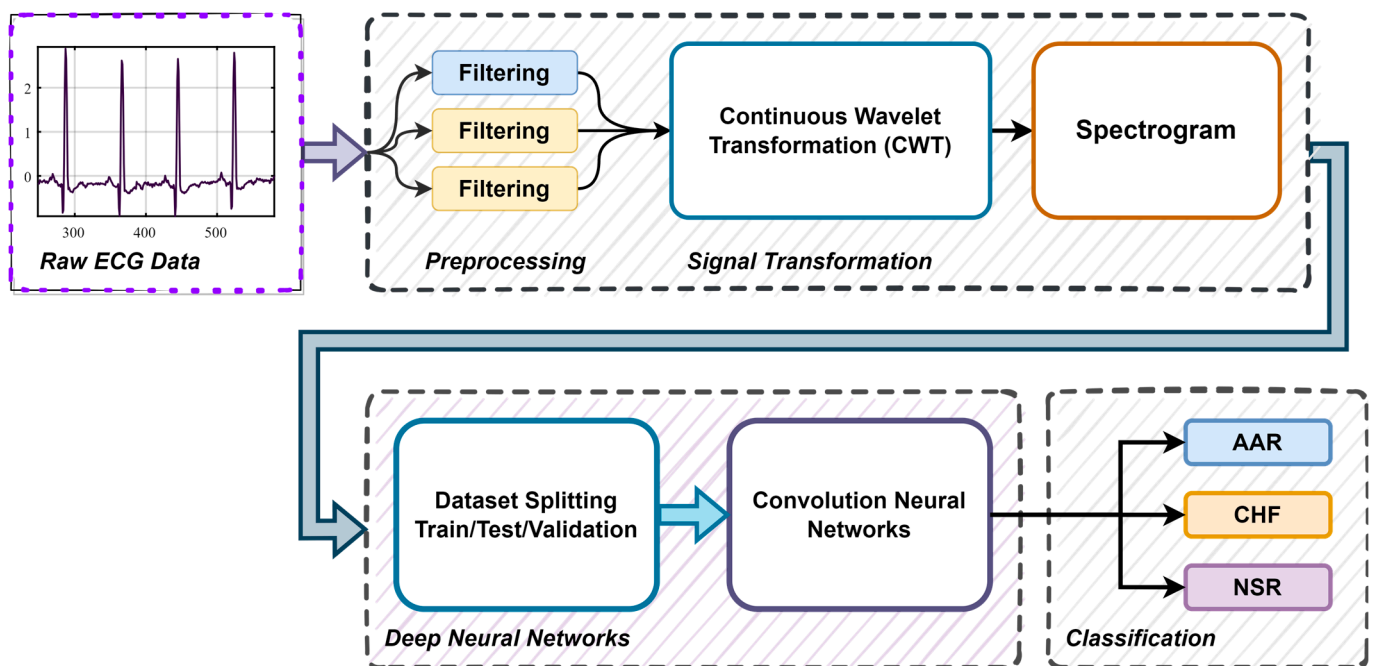 2
1
0
300 400 500
Raw ECG Data
Filtering
Filtering
Filtering
Preprocessing
Continuous Wavelet
Transformation (CWT)
Signal Transformation
Spectrogram
Dataset Splitting
Train/Test/Validation
Convolution Neural
Networks
Deep Neural Networks
AAR
CHF
NSR
Classification